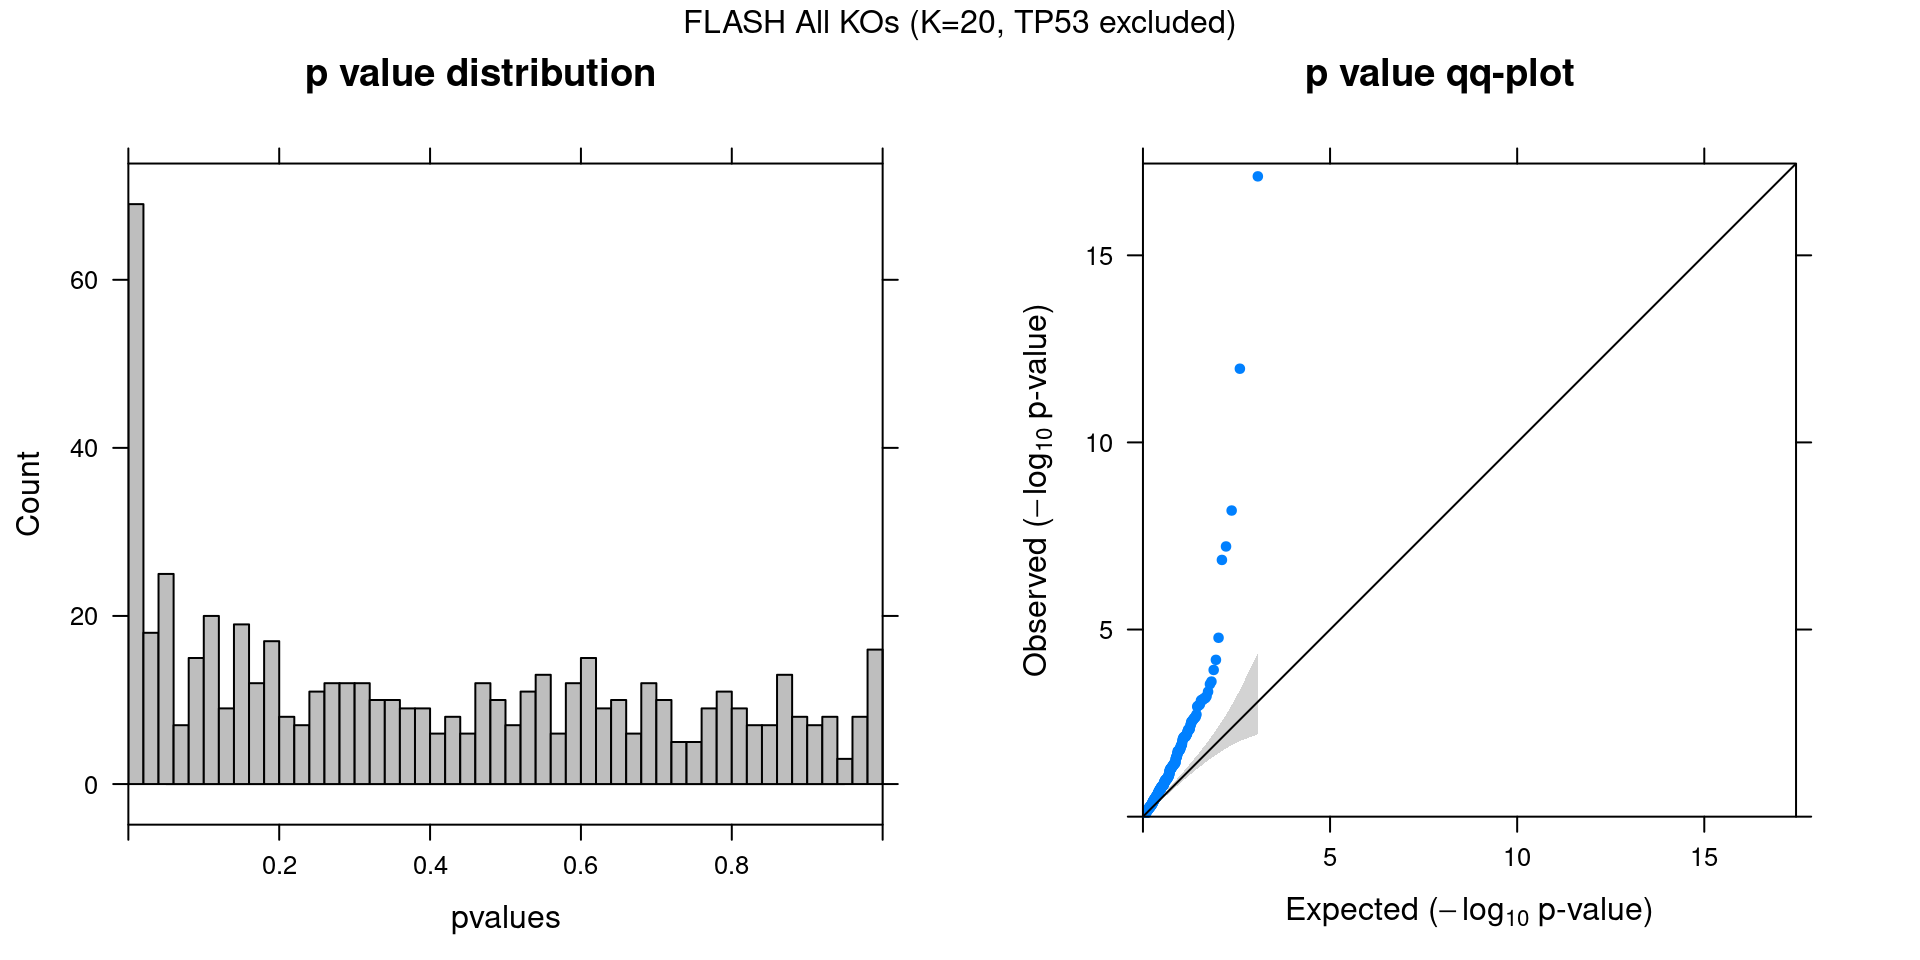 FLASH All KOs (K=20, TP53 excluded)
p value distribution
Count
60
40
20
0
0.2 0.4 0.6 0.8
pvalues
p value qq-plot
Observed (−log10 p-value)
15
10
5
5 10 15
Expected (−log10 p-value)